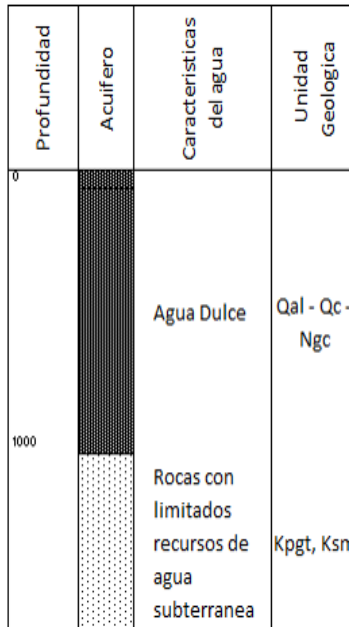 Profundidad
Acuifero
Caracteristicas
del agua
Unidad
Geologica
0
Agua Dulce
Qal - Qc -
Ngc
1000
Rocas con
limitados
recursos de
agua
subterranea
Kpgt, Ksm